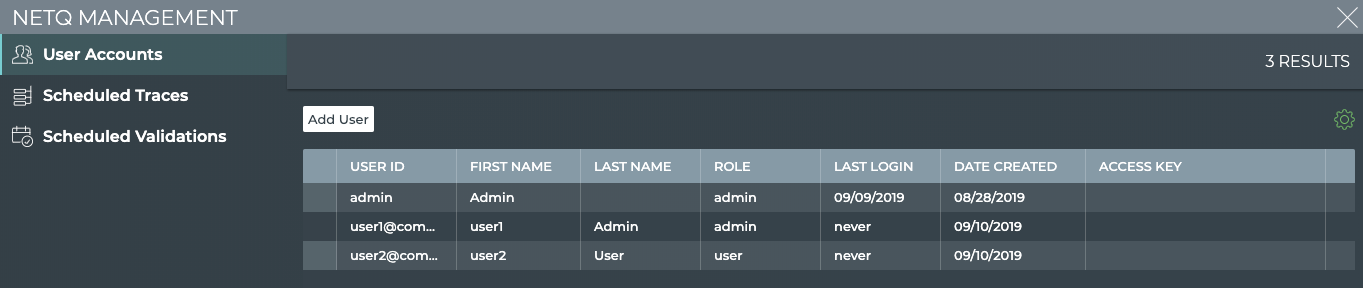 NETQ MANAGEMENT
User Accounts
Scheduled Traces
Scheduled Validations
3 RESULTS
Add User
USER ID FIRST NAME LAST NAME ROLE LAST LOGIN DATE CREATED ACCESS KEY
admin Admin admin 09/09/2019 08/28/2019
user1@com... user1 Admin admin never 09/10/2019
user2@com... user2 User user never 09/10/2019